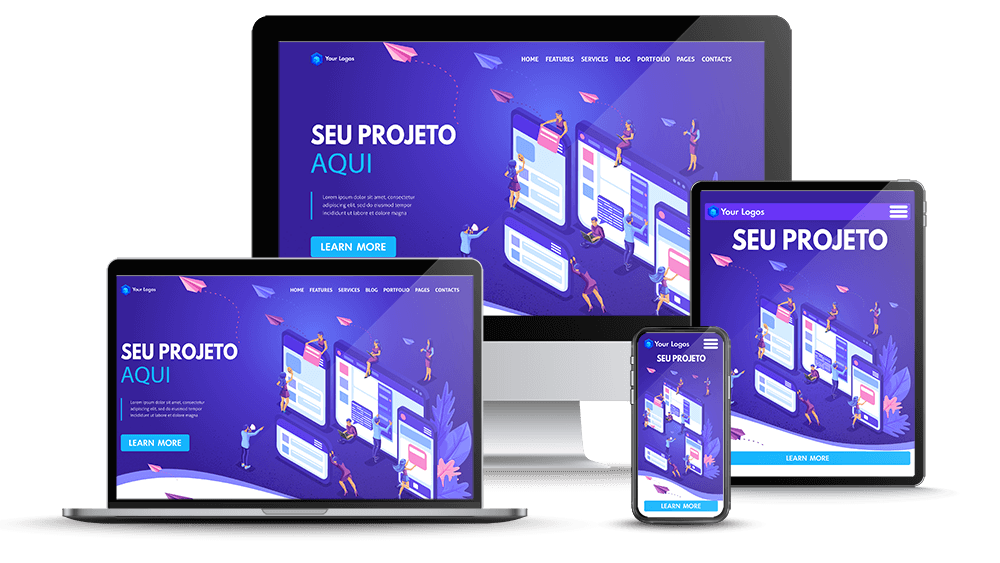 Your Logos
HOME FEATURES SERVICES BLOG PORTFOLIO PAGES CONTACTS
SEU PROJETO
AQUI
Lorem ipsum dolor sit amet, consectetur
adipiscing elit, sed do eiusmod tempor
incididunt ut labore et dolore magna
LEARN MORE
Your Logos
SEU PROJETO
LEARN MORE
Your Logos
HOME FEATURES SERVICES BLOG PORTFOLIO PAGES CONTACTS
SEU PROJETO
AQUI
Lorem ipsum dolor sit amet, consectetur
adipiscing elit, sed do eiusmod tempor
incididunt ut labore et dolore magna
LEARN MORE
Your Logos
SEU PROJETO
LEARN MORE